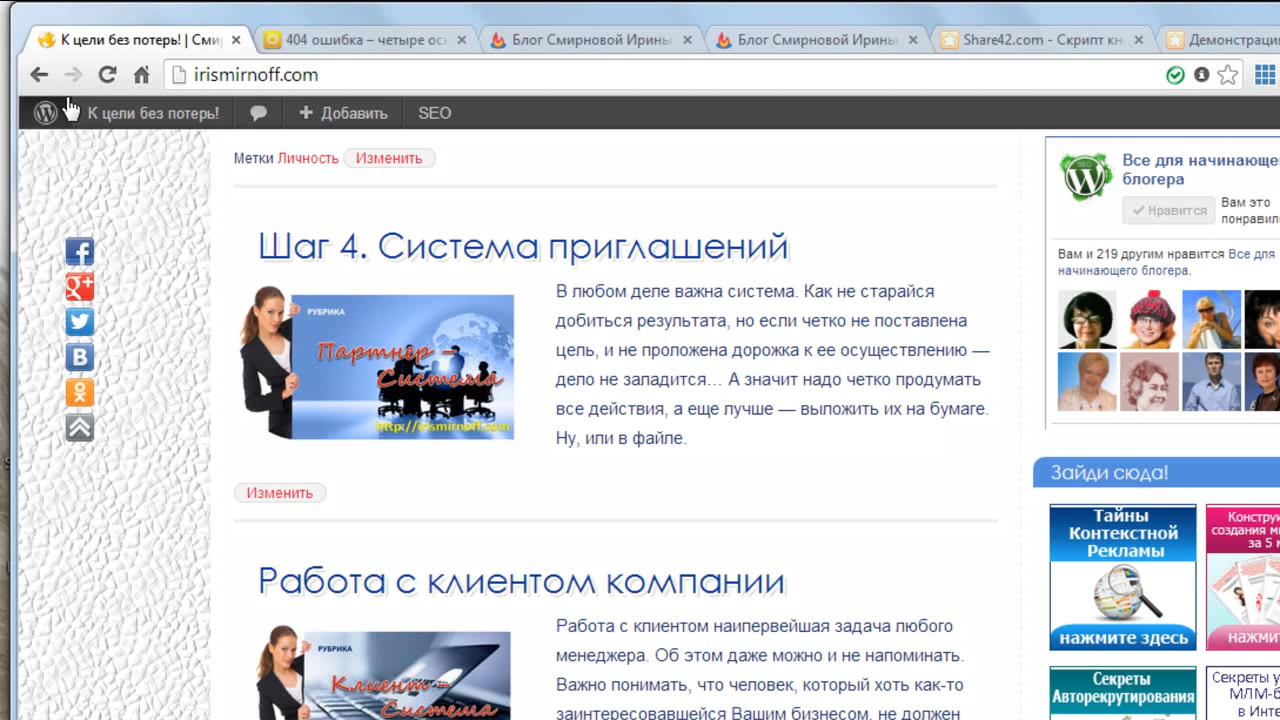 К цели без потерь! | Сми
404 ошибка – четыре ос
Блог Смирновой Ирины
Блог Смирновой Ирины
Share42.com - Скрипт кн
Демонстрация
irismirnoff.com
К цели без потерь!
Добавить
SEO
Метки Личность Изменить
Шаг 4. Система приглашений
РУБРИКА
Партнер –
Система
http://irismirnoff.com
В любом деле важна система. Как не старайся
добиться результата, но если четко не поставлена
цель, и не проложена дорожка к ее осуществлению —
дело не заладится… А значит надо четко продумать
все действия, а еще лучше — выложить их на бумаге.
Ну, или в файле.
Изменить
Работа с клиентом компании
РУБРИКА
Клиент –
Система
Работа с клиентом наипервейшая задача любого
менеджера. Об этом даже можно и не напоминать.
Важно понимать, что человек, который хоть как-то
заинтересовавшейся Вашим бизнесом, не должен
SEO
Все для начинающе
блогера
Нравится
Вам это
понравил
Вам и 219 другим нравится Все для
начинающего блогера.
Зайди сюда!
Тайны
Контекстной
Рекламы
нажмите здесь
Конструк
создания м
за 5 м
нажми
Секреты
Авторекрутирования
Секреты у
МЛМ-б
в Инте